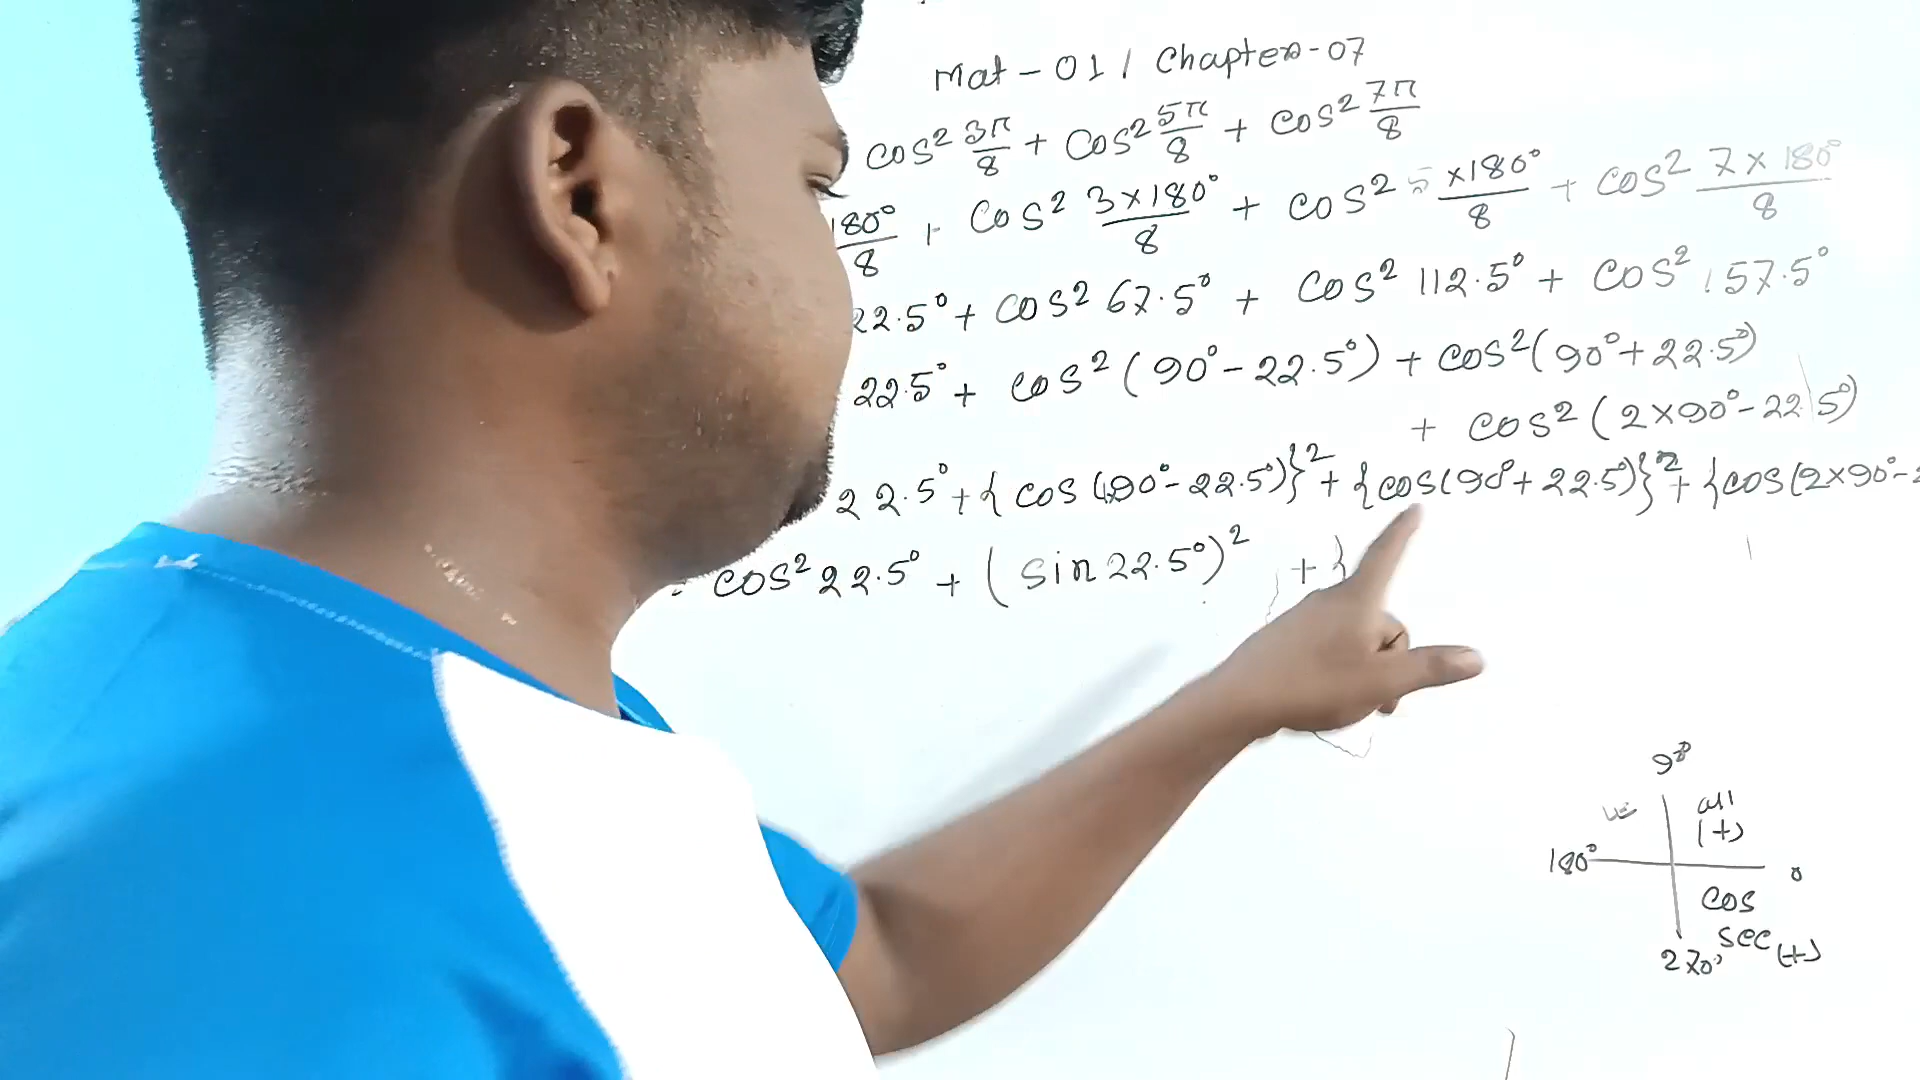 Mat - 01 / Chapter - 07
cos² 3π/8 + cos² 5π/8 + cos² 7π/8
180°/8 + cos² 3×180°/8 + cos² 5×180°/8 + cos² 7×180°/8
22.5° + cos² 67.5° + cos² 112.5° + cos² 157.5°
22.5° + cos² (90° - 22.5°) + cos² (90° + 22.5°)
+ cos² (2×90° - 22.5°)
22.5° + {cos (90° - 22.5°)}² + {cos (90° + 22.5°)}² + {cos (2×90° - 2
= cos² 22.5° + (sin 22.5°)² + {
90°
all
(+)
180°
0
cos
sec (+)
270°